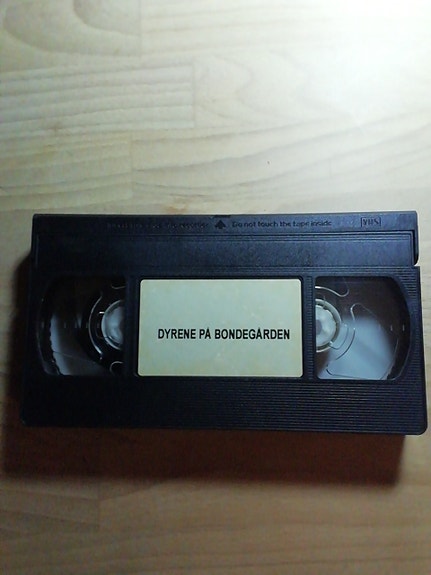 Do not touch the tape inside VHS
DYRENE PÅ BONDEGÅRDEN